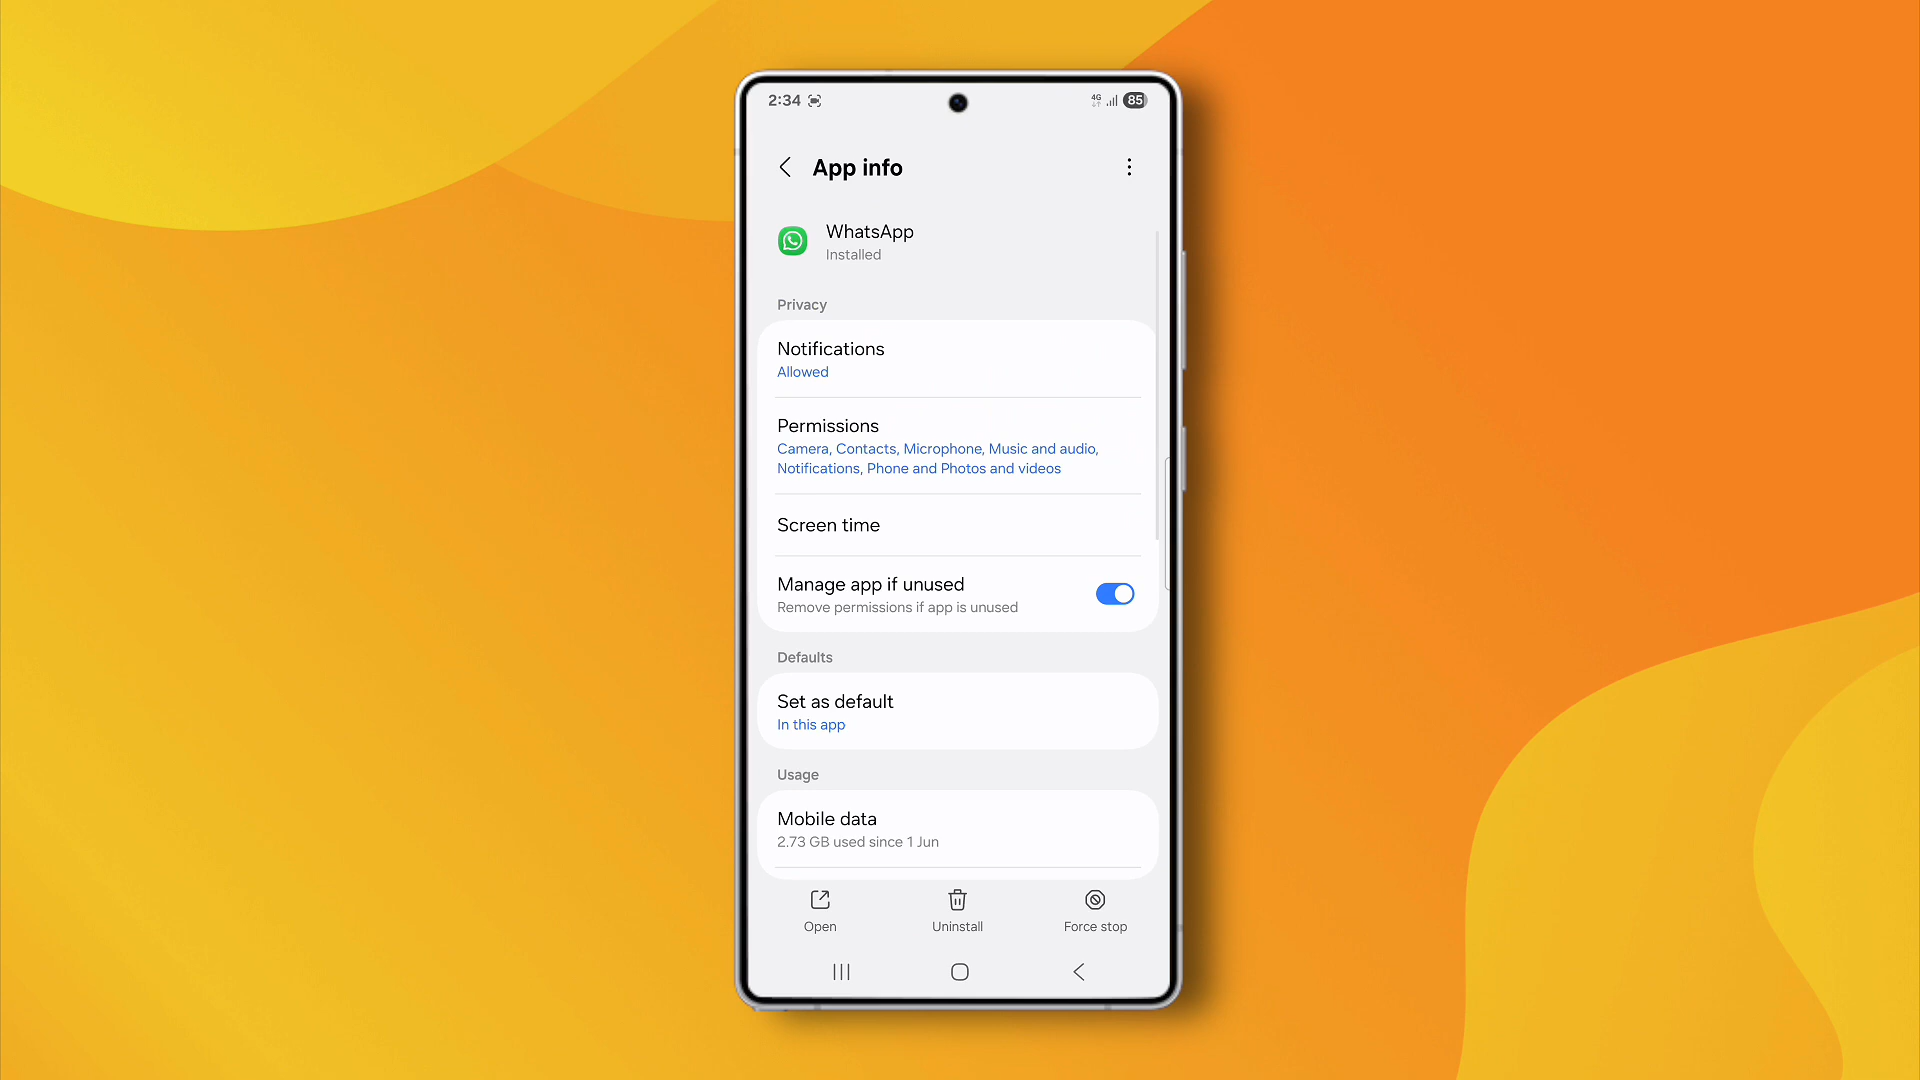 2:34
4G
85
App info
WhatsApp
Installed
Privacy
Notifications
Allowed
Permissions
Camera, Contacts, Microphone, Music and audio,
Notifications, Phone and Photos and videos
Screen time
Manage app if unused
Remove permissions if app is unused
Defaults
Set as default
In this app
Usage
Mobile data
2.73 GB used since 1 Jun
Open
Uninstall
Force stop